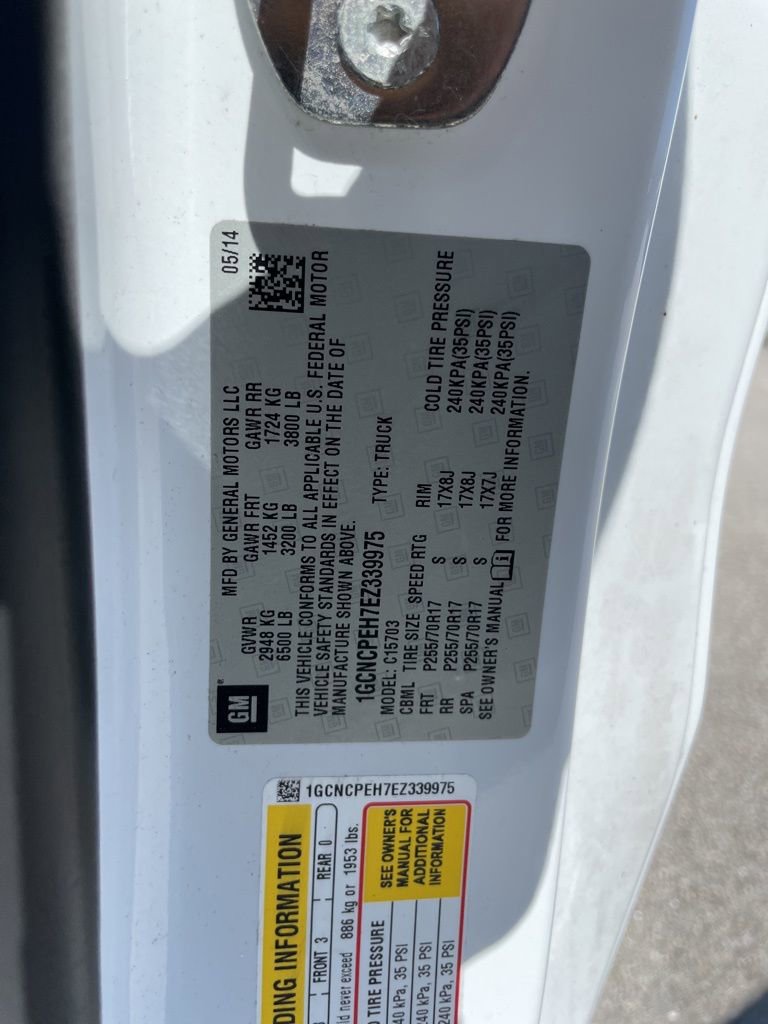 GM
05/14
MFD BY GENERAL MOTORS LLC
GVWR GAWR FRT GAWR RR
2948 KG 1452 KG 1724 KG
6500 LB 3200 LB 3800 LB
THIS VEHICLE CONFORMS TO ALL APPLICABLE U.S. FEDERAL MOTOR
VEHICLE SAFETY STANDARDS IN EFFECT ON THE DATE OF
MANUFACTURE SHOWN ABOVE.
1GCNCPEH7EZ339975 TYPE: TRUCK
MODEL: C15703
CBML TIRE SIZE SPEED RTG RIM COLD TIRE PRESSURE
FRT P255/70R17 S 17X8J 240KPA(35PSI)
RR P255/70R17 S 17X8J 240KPA(35PSI)
SPA P255/70R17 S 17X7J 240KPA(35PSI)
SEE OWNER'S MANUAL i FOR MORE INFORMATION.
1GCNCPEH7EZ339975
DING INFORMATION
FRONT 3 REAR 0
ld never exceed 886 kg or 1953 lbs.
D TIRE PRESSURE
SEE OWNER'S
MANUAL FOR
ADDITIONAL
INFORMATION
40 kPa, 35 PSI
240 kPa, 35 PSI
240 kPa, 35 PSI